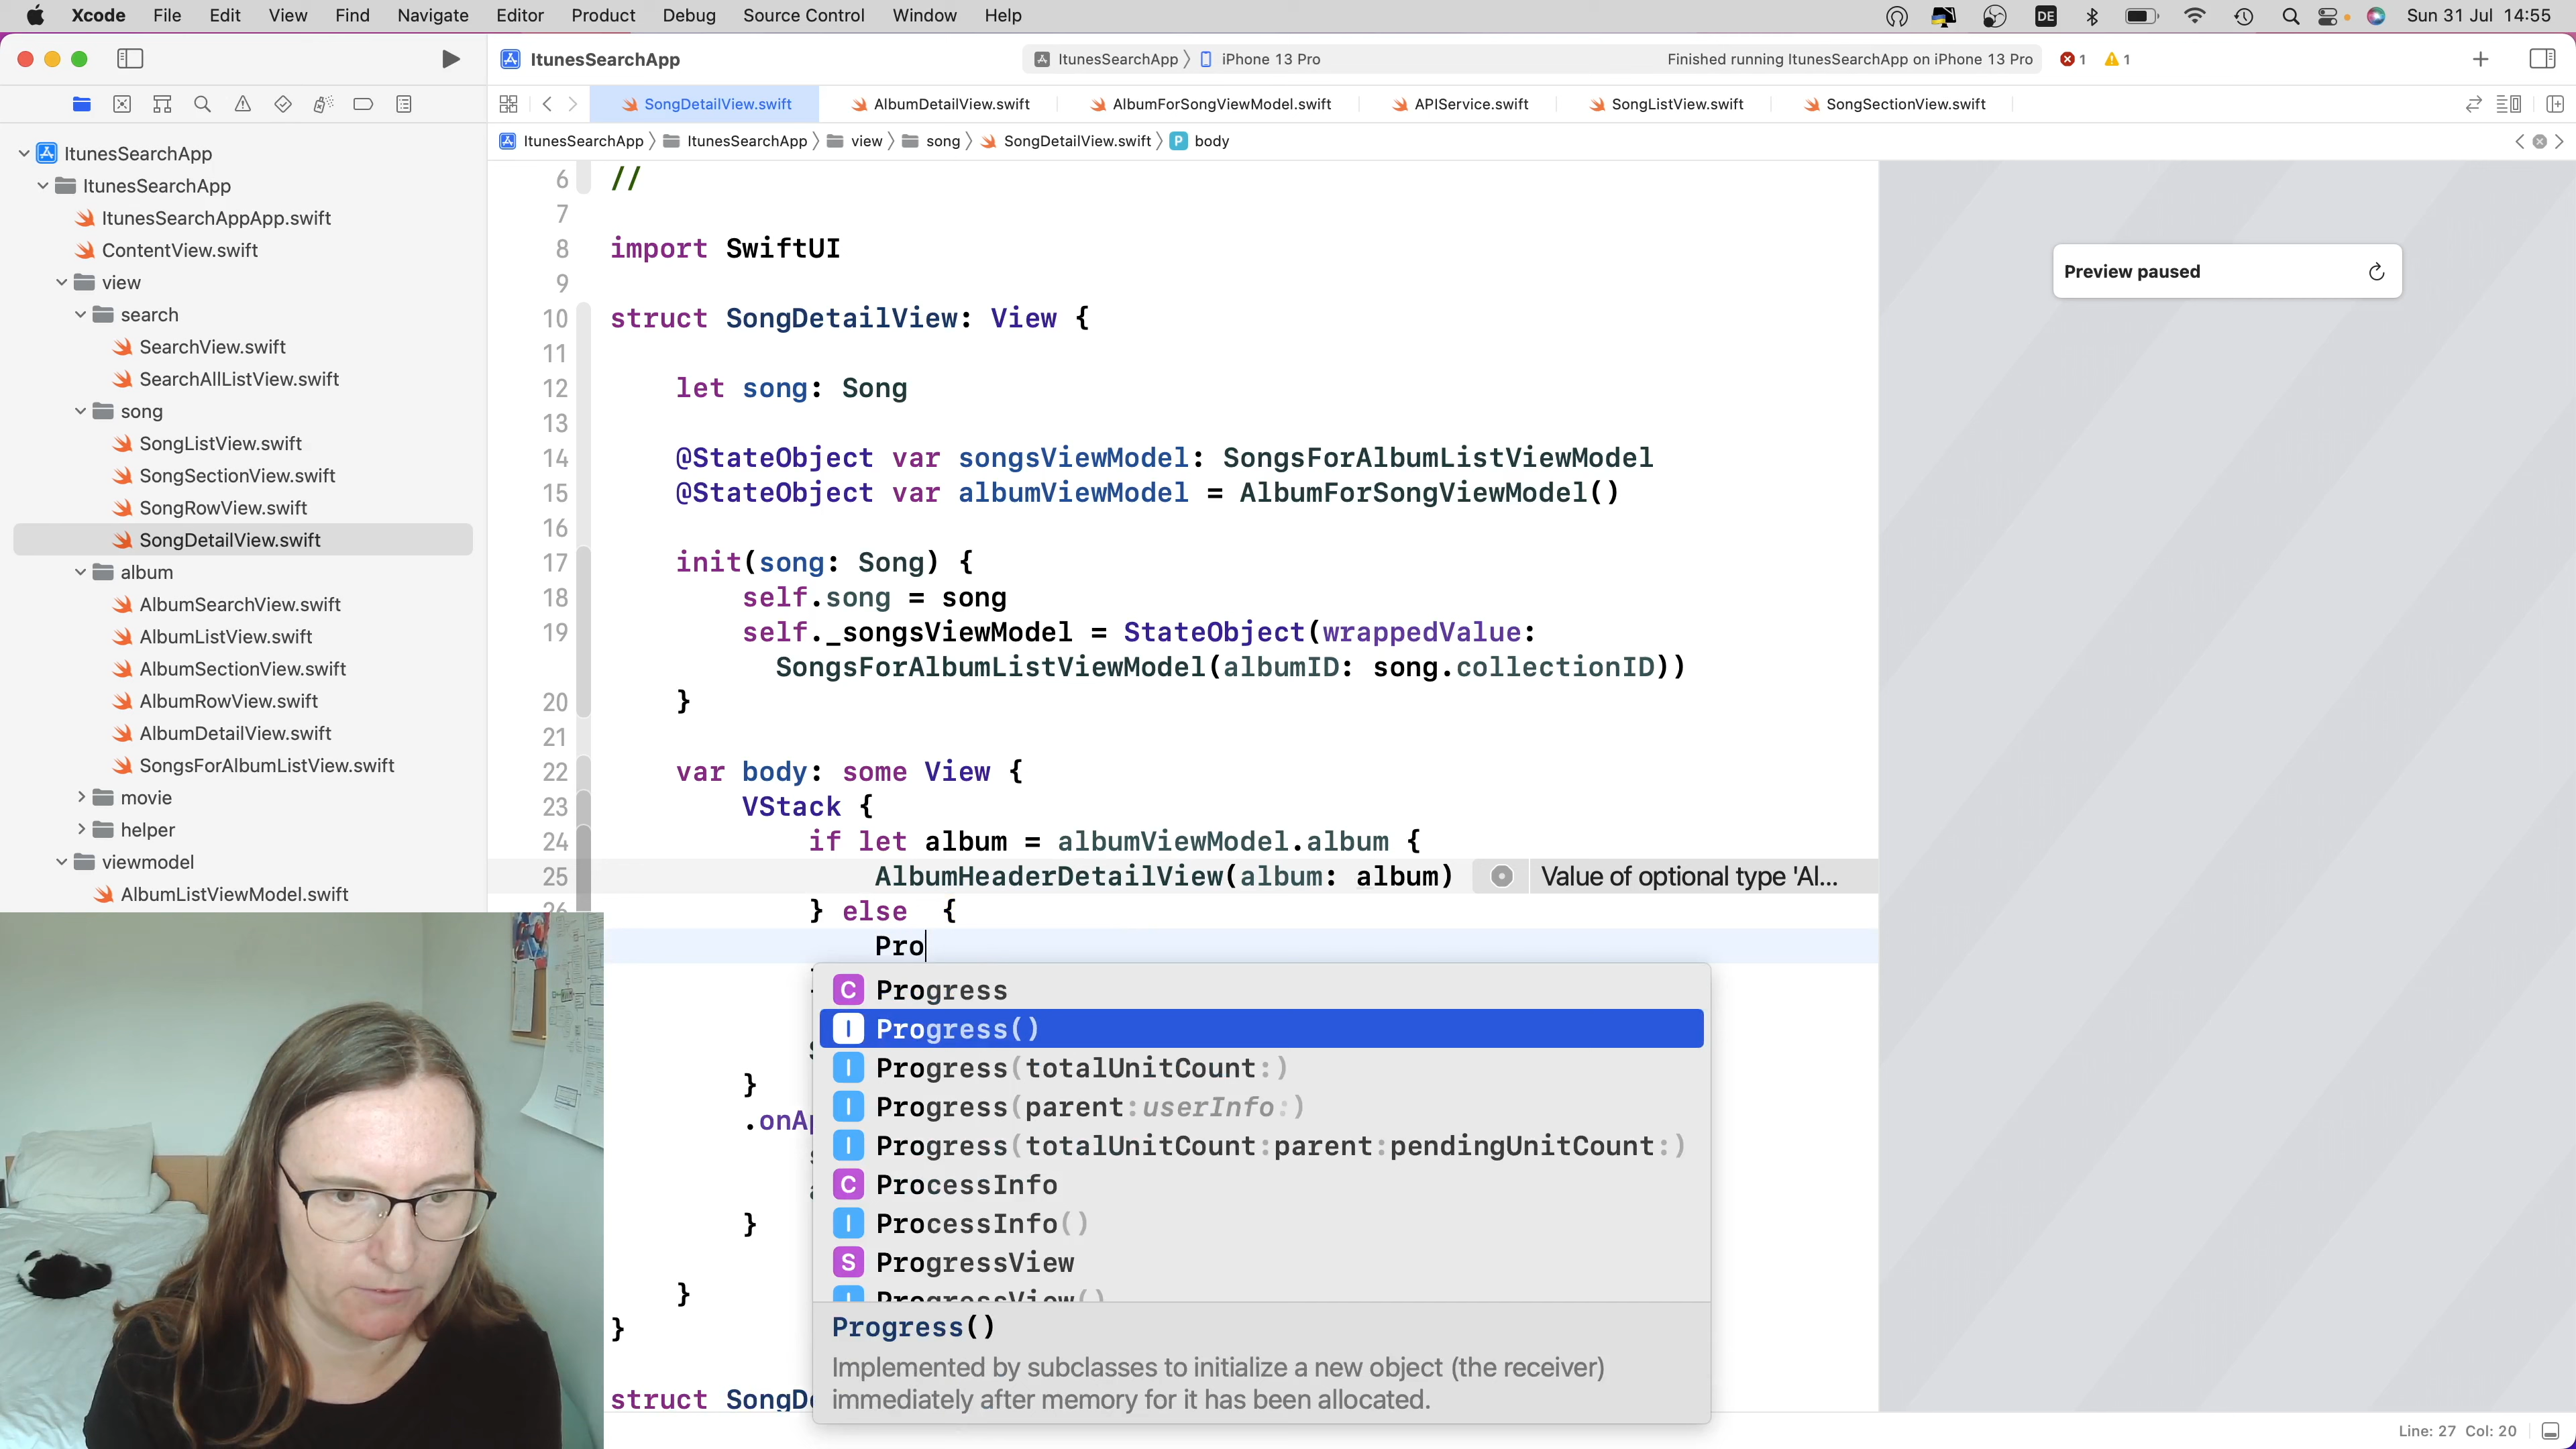 Xcode File Edit View Find Navigate Editor Product Debug Source Control Window Help DE Sun 31 Jul 14:55
ItunesSearchApp ItunesSearchApp iPhone 13 Pro Finished running ItunesSearchApp on iPhone 13 Pro 1 1
SongDetailView.swift AlbumDetailView.swift AlbumForSongViewModel.swift APIService.swift SongListView.swift SongSectionView.swift
ItunesSearchApp ItunesSearchApp view song SongDetailView.swift P body
ItunesSearchApp
ItunesSearchApp
ItunesSearchAppApp.swift
ContentView.swift
view
search
SearchView.swift
SearchAllListView.swift
song
SongListView.swift
SongSectionView.swift
SongRowView.swift
SongDetailView.swift
album
AlbumSearchView.swift
AlbumListView.swift
AlbumSectionView.swift
AlbumRowView.swift
AlbumDetailView.swift
SongsForAlbumListView.swift
movie
helper
viewmodel
AlbumListViewModel.swift
6 //
7
8 import SwiftUI
9
10 struct SongDetailView: View {
11
12 let song: Song
13
14 @StateObject var songsViewModel: SongsForAlbumListViewModel
15 @StateObject var albumViewModel = AlbumForSongViewModel()
16
17 init(song: Song) {
18 self.song = song
19 self._songsViewModel = StateObject(wrappedValue:
SongsForAlbumListViewModel(albumID: song.collectionID))
20 }
21
22 var body: some View {
23 VStack {
24 if let album = albumViewModel.album {
25 AlbumHeaderDetailView(album: album) Value of optional type 'Al...
26 } else {
Pro
C Progress
I Progress()
I Progress(totalUnitCount:)
I Progress(parent:userInfo:)
I Progress(totalUnitCount:parent:pendingUnitCount:)
C ProcessInfo
I ProcessInfo()
S ProgressView
I ProgressView()
}
.onAp
}
}
}
struct SongDe
Progress()
Implemented by subclasses to initialize a new object (the receiver)
immediately after memory for it has been allocated.
Preview paused
Line: 27 Col: 20